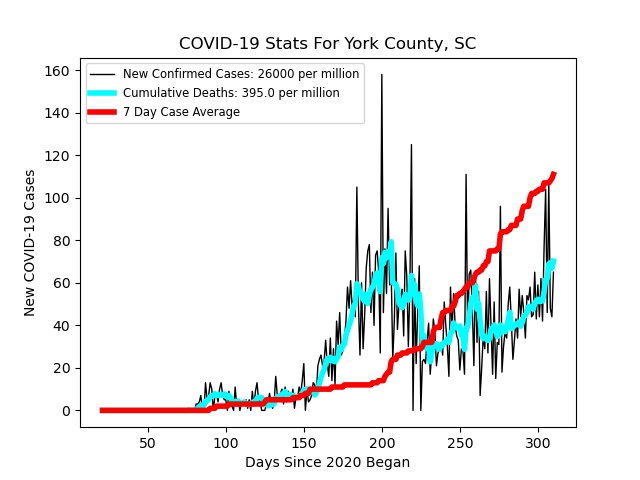 COVID-19 Stats For York County, SC
New Confirmed Cases: 26000 per million
Cumulative Deaths: 395.0 per million
7 Day Case Average
New COVID-19 Cases
160
140
120
100
80
60
40
20
0
50 100 150 200 250 300
Days Since 2020 Began